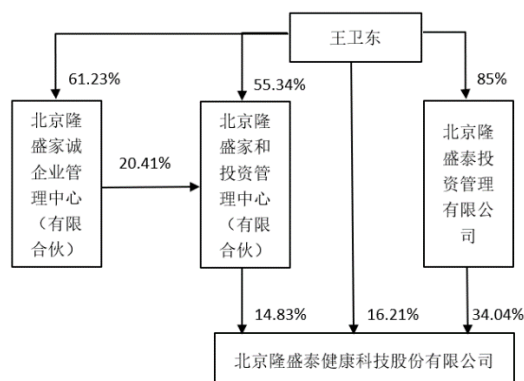 王卫东
61.23%
55.34%
85%
北京隆
盛家诚
企业管
理中心
（有限
合伙）
20.41%
北京隆
盛家和
投资管
理中心
（有限
合伙）
北京隆
盛泰投
资管理
有限公
司
14.83%
16.21%
34.04%
北京隆盛泰健康科技股份有限公司